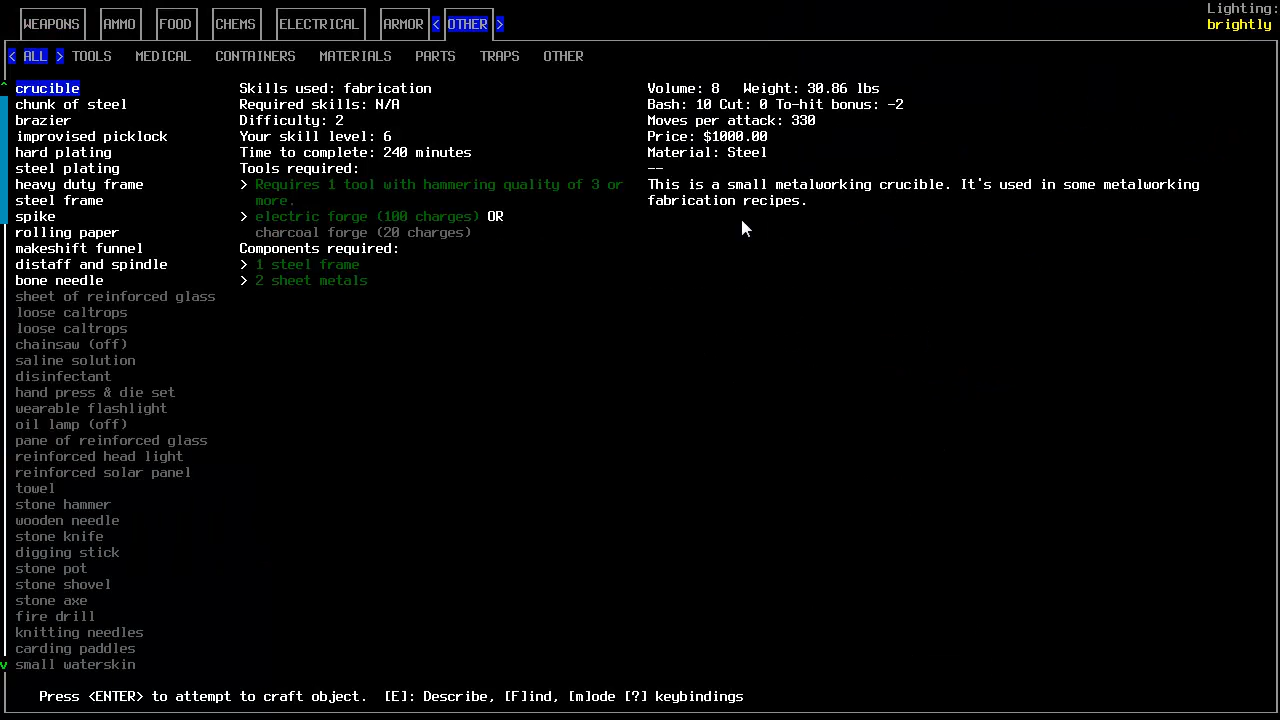 Lighting:
WEAPONS AMMO FOOD CHEMS ELECTRICAL ARMOR < OTHER > brightly
< ALL > TOOLS MEDICAL CONTAINERS MATERIALS PARTS TRAPS OTHER
^ crucible Skills used: fabrication Volume: 8 Weight: 30.86 lbs
chunk of steel Required skills: N/A Bash: 10 Cut: 0 To-hit bonus: -2
brazier Difficulty: 2 Moves per attack: 330
improvised picklock Your skill level: 6 Price: $1000.00
hard plating Time to complete: 240 minutes Material: Steel
steel plating Tools required: --
heavy duty frame > Requires 1 tool with hammering quality of 3 or This is a small metalworking crucible. It's used in some metalworking
steel frame more. fabrication recipes.
spike > electric forge (100 charges) OR
rolling paper charcoal forge (20 charges)
makeshift funnel Components required:
distaff and spindle > 1 steel frame
bone needle > 2 sheet metals
sheet of reinforced glass
loose caltrops
loose caltrops
chainsaw (off)
saline solution
disinfectant
hand press & die set
wearable flashlight
oil lamp (off)
pane of reinforced glass
reinforced head light
reinforced solar panel
towel
stone hammer
wooden needle
stone knife
digging stick
stone pot
stone shovel
stone axe
fire drill
knitting needles
carding paddles
v small waterskin
Press <ENTER> to attempt to craft object. [E]: Describe, [F]ind, [m]ode [?] keybindings